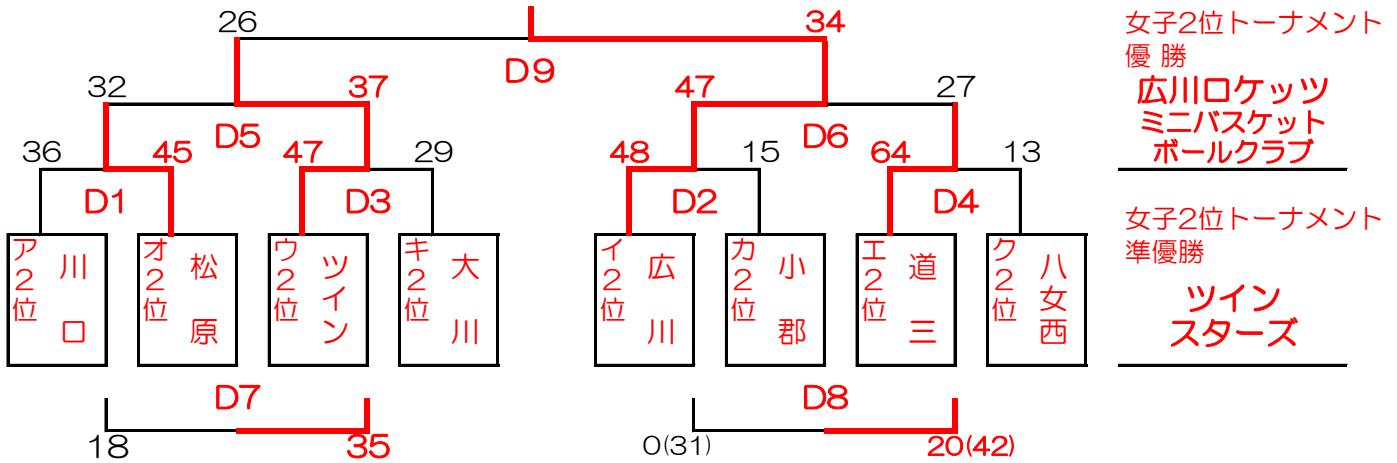 26
34
女子2位トーナメント
優 勝
広川ロケッツ
ミニバスケット
ボールクラブ
D9
32
37
47
27
D5
D6
36
45
47
29
48
15
64
13
D1
D3
D2
D4
ア2位
川口
オ2位
松原
ウ2位
ツイン
キ2位
大川
イ2位
広川
カ2位
小郡
エ2位
道三
ク2位
八女西
女子2位トーナメント
準優勝
ツイン
スターズ
D7
D8
18
35
0(31)
20(42)